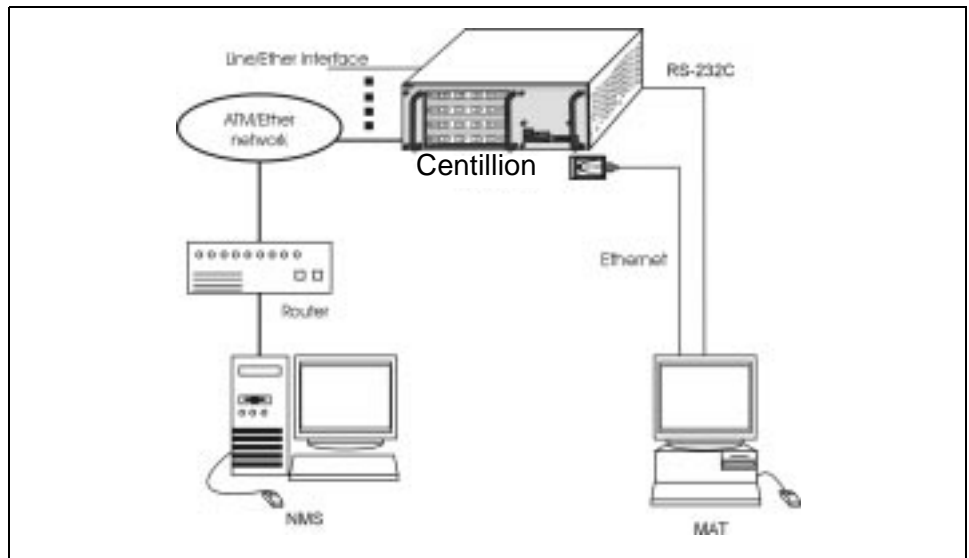 Line/Ether Interface
RS-232C
ATM/Ether
network
Centillion
Ethernet
Router
NMS
MAT